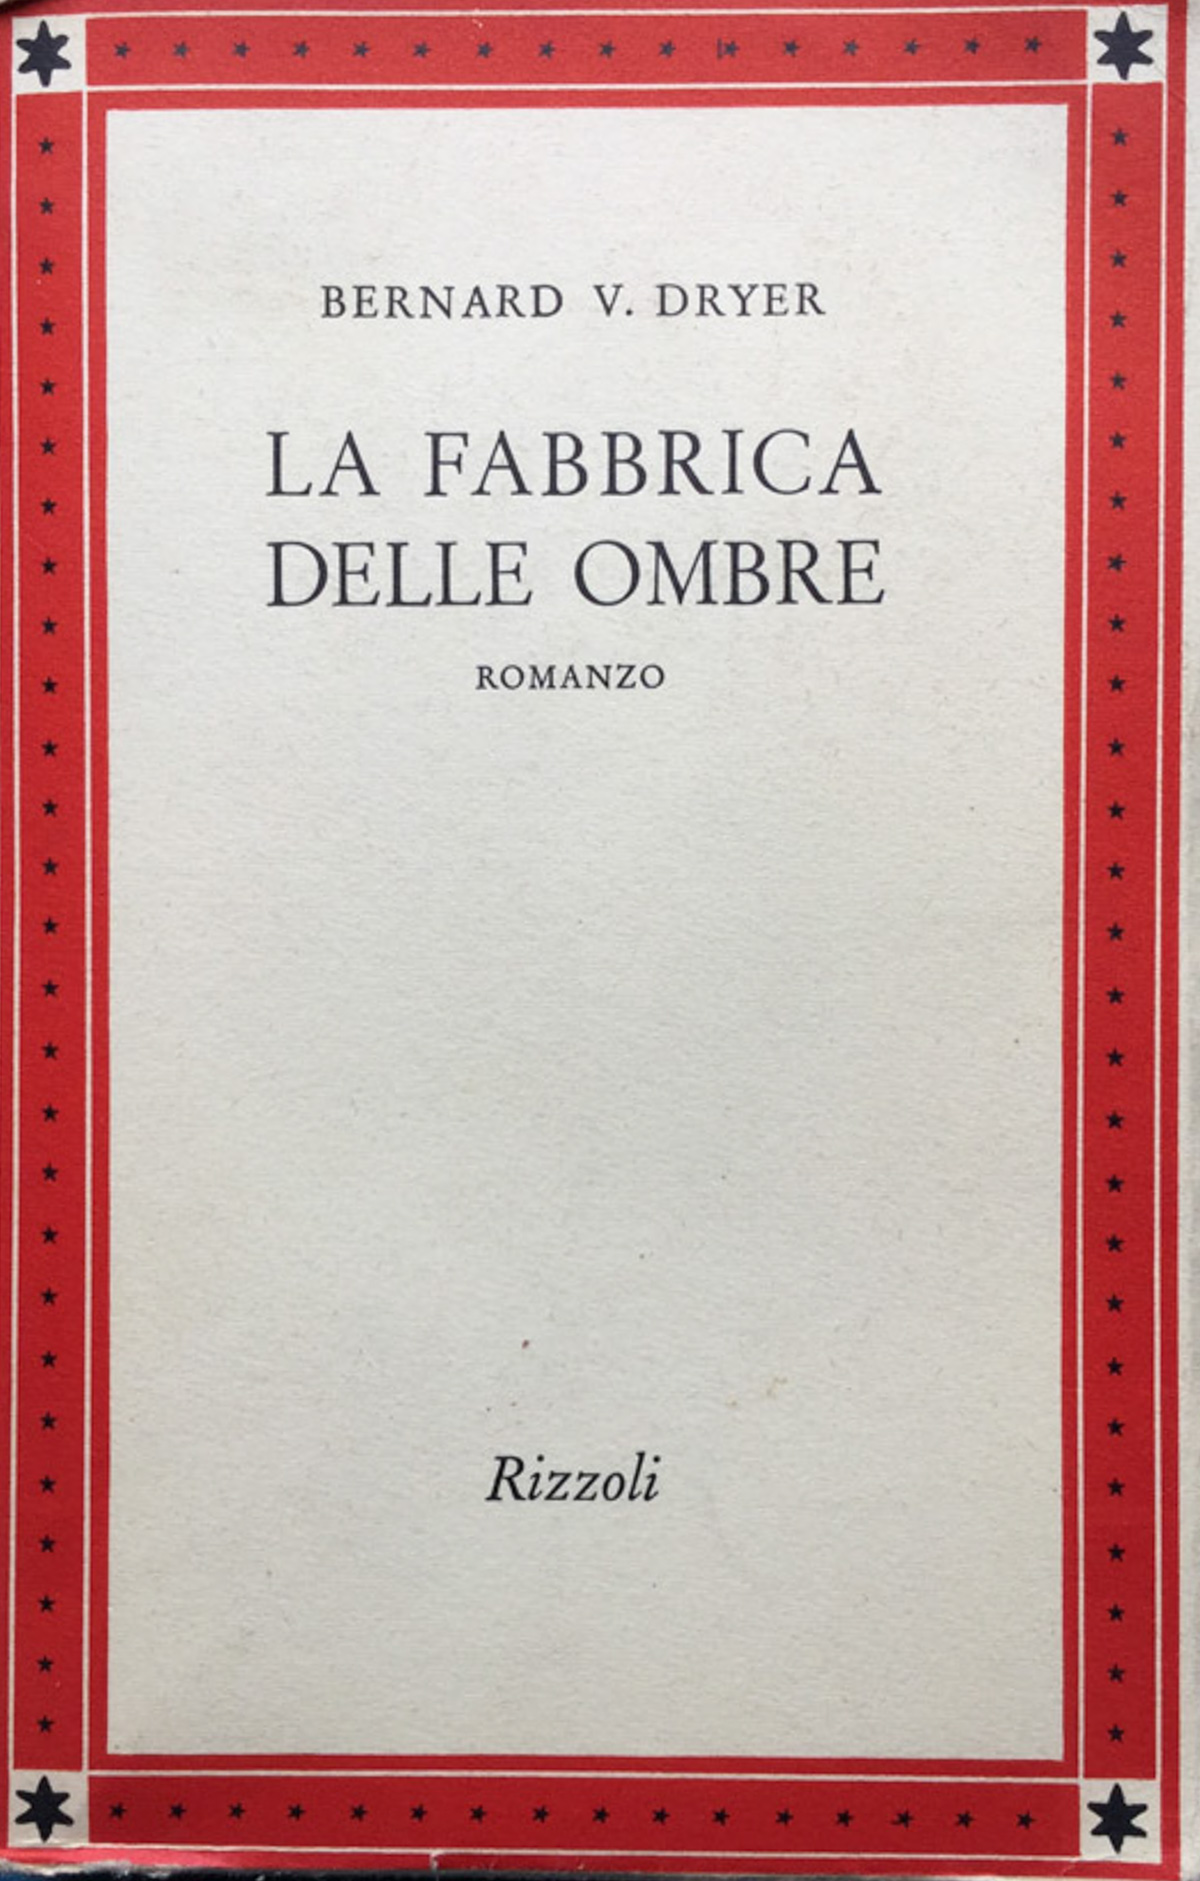 BERNARD V. DRYER
LA FABBRICA
DELLE OMBRE
ROMANZO
Rizzoli